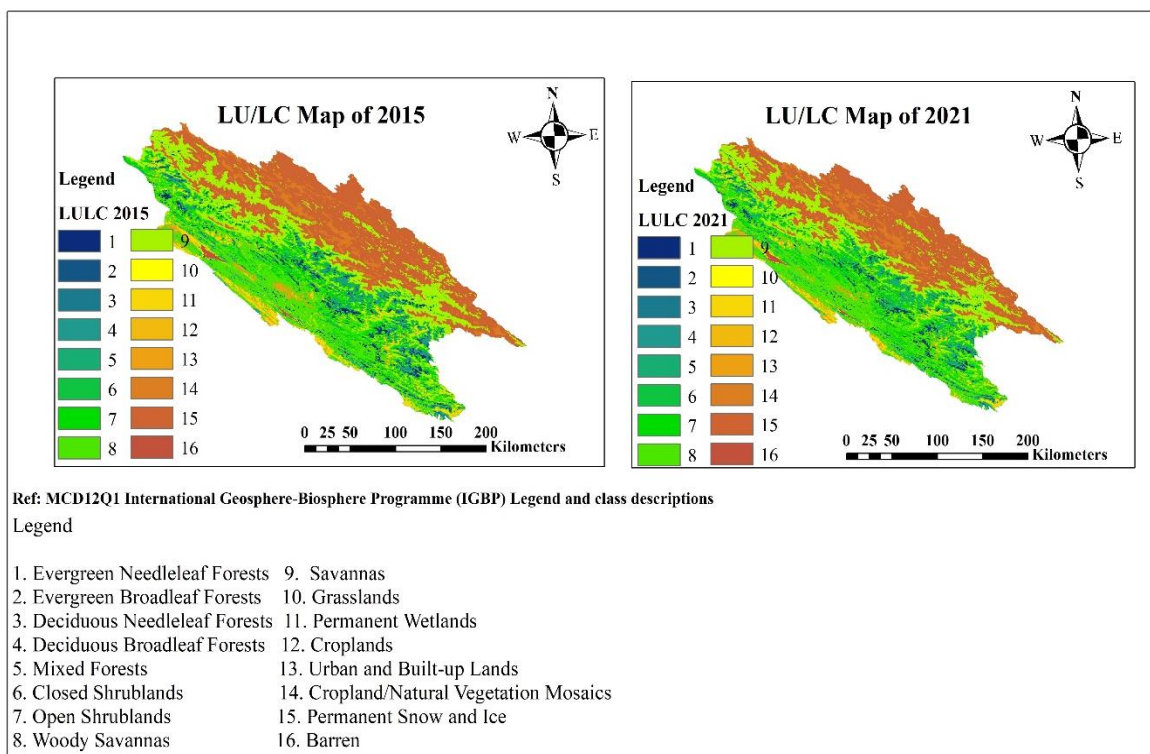 LU/LC Map of 2015
N
W E
S
Legend
LULC 2015
1 9
2 10
3 11
4 12
5 13
6 14
7 15
8 16
0 25 50 100 150 200
Kilometers
LU/LC Map of 2021
N
W E
S
Legend
LULC 2021
1 9
2 10
3 11
4 12
5 13
6 14
7 15
8 16
0 25 50 100 150 200
Kilometers
Ref: MCD12Q1 International Geosphere-Biosphere Programme (IGBP) Legend and class descriptions
Legend
1. Evergreen Needleleaf Forests 9. Savannas
2. Evergreen Broadleaf Forests 10. Grasslands
3. Deciduous Needleleaf Forests 11. Permanent Wetlands
4. Deciduous Broadleaf Forests 12. Croplands
5. Mixed Forests 13. Urban and Built-up Lands
6. Closed Shrublands 14. Cropland/Natural Vegetation Mosaics
7. Open Shrublands 15. Permanent Snow and Ice
8. Woody Savannas 16. Barren